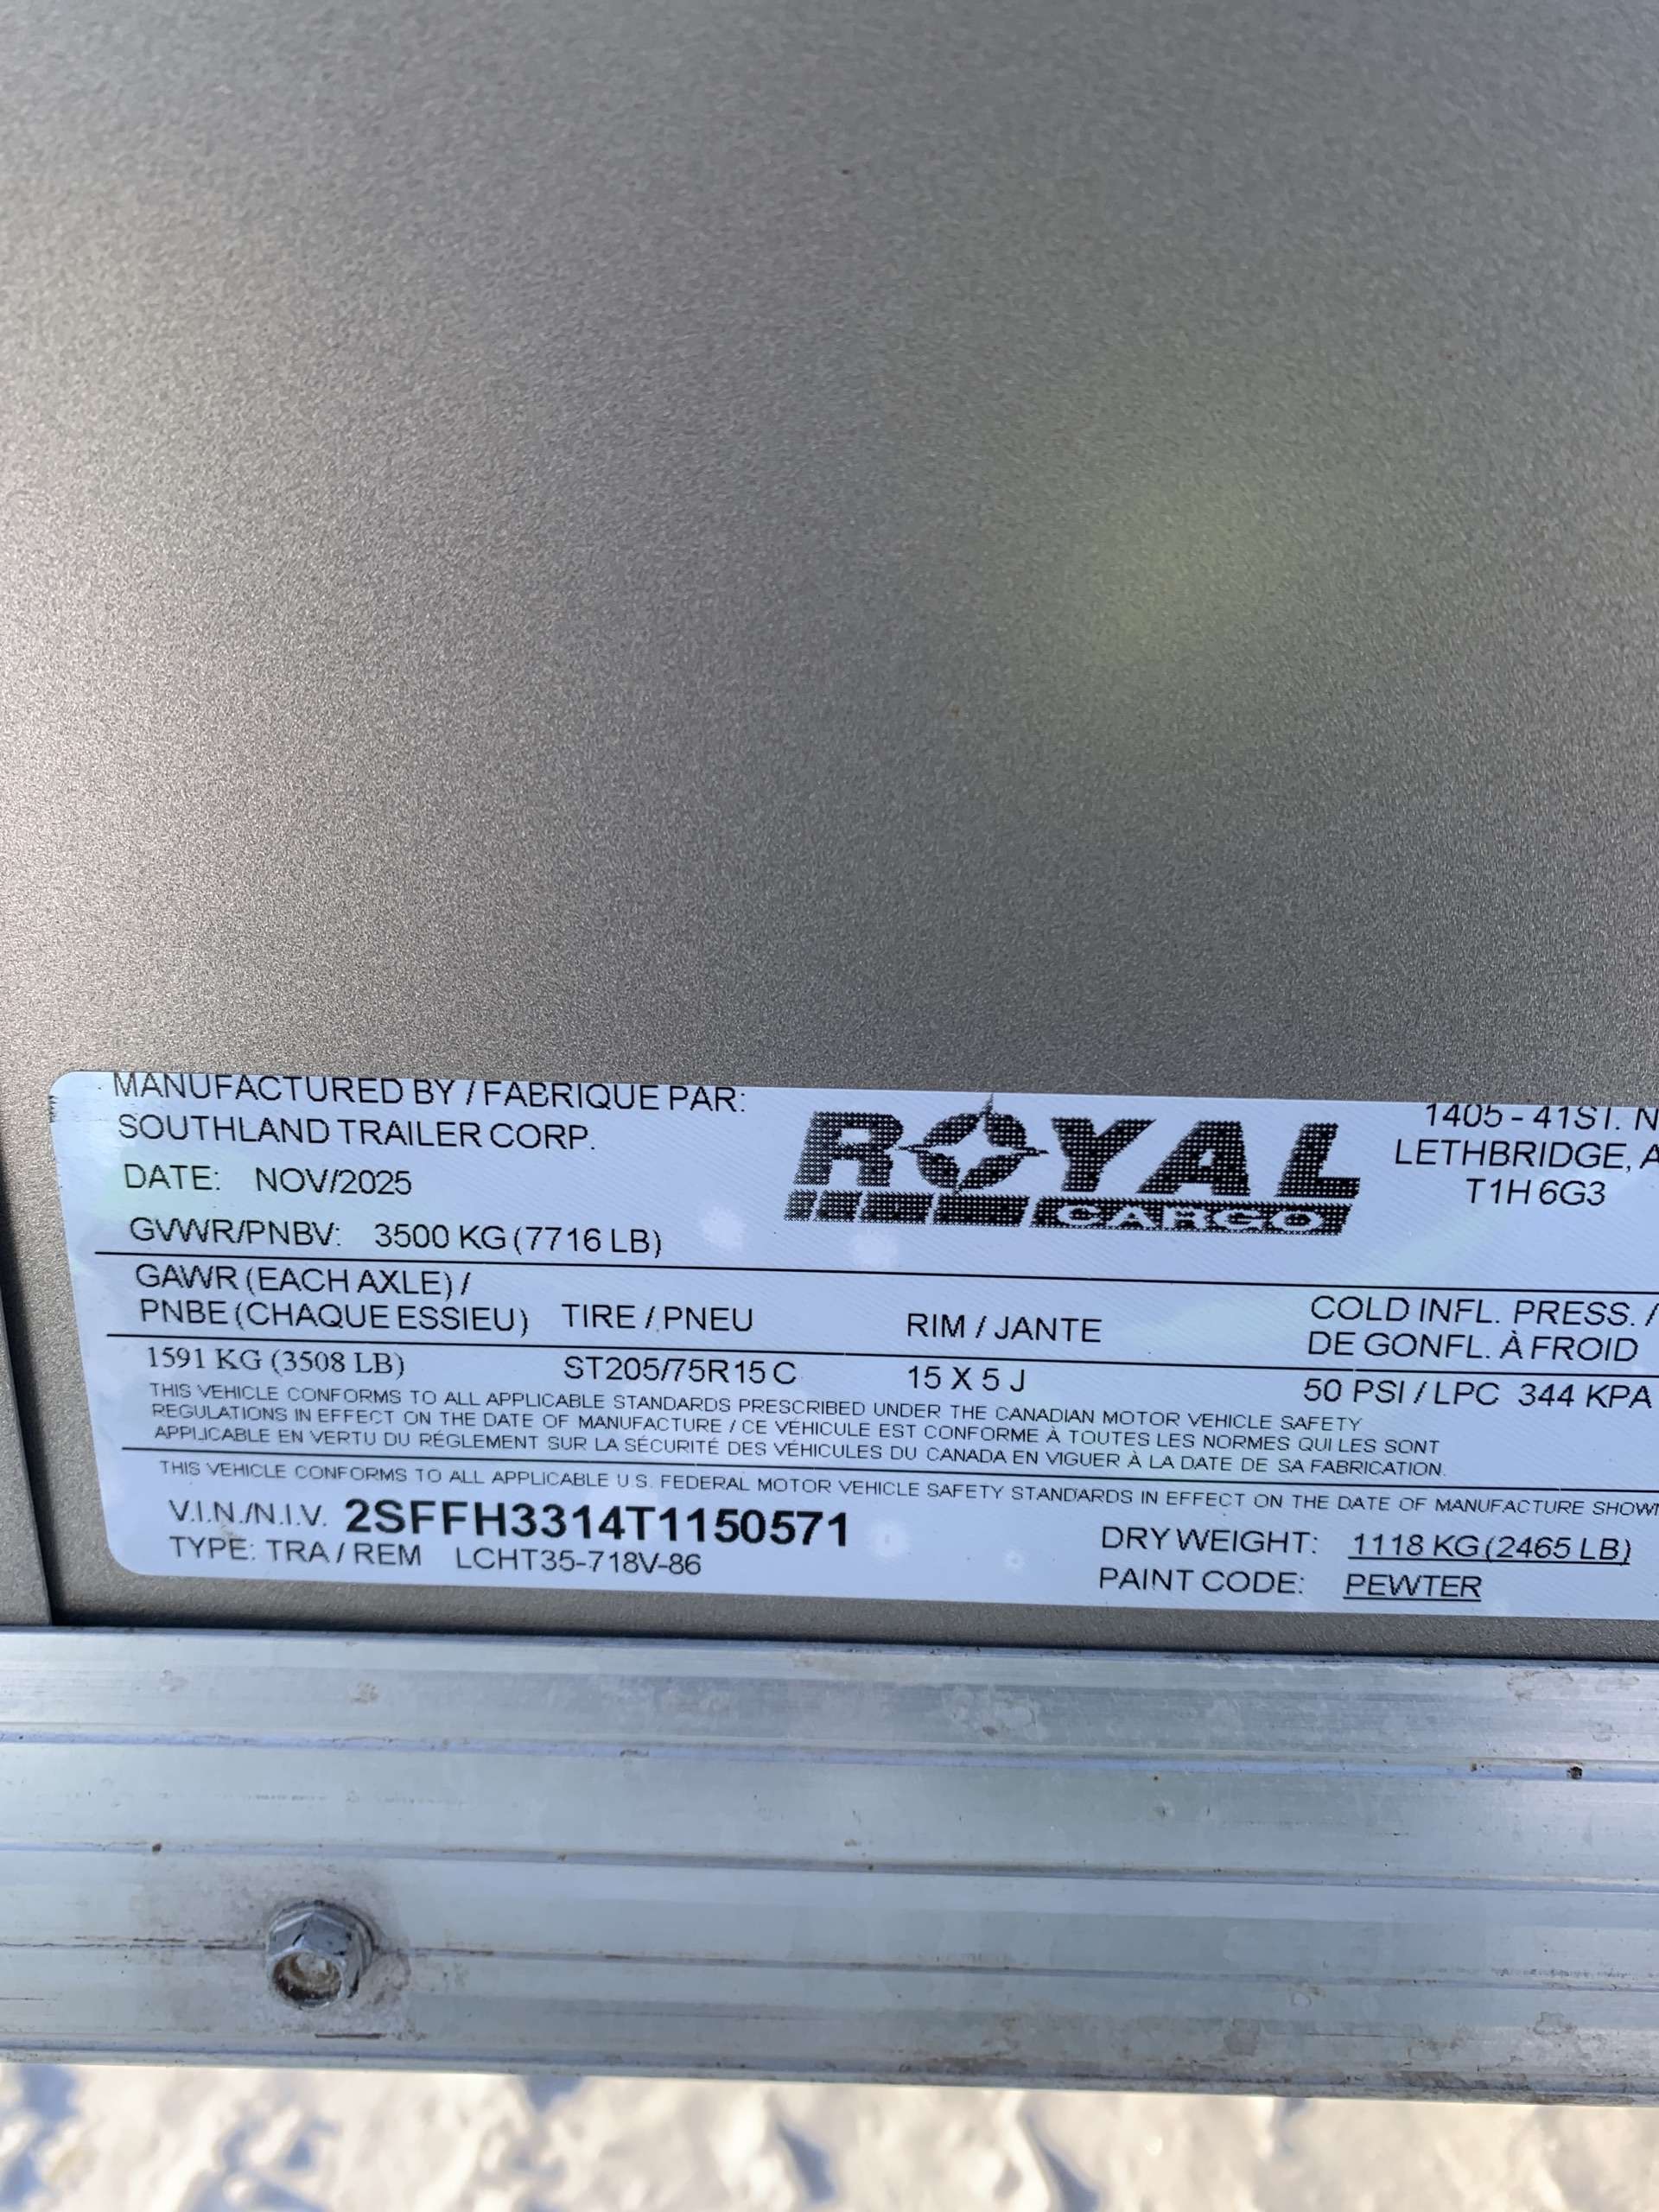 MANUFACTURED BY / FABRIQUE PAR:
SOUTHLAND TRAILER CORP.
DATE: NOV/2025
GVWR/PNBV: 3500 KG (7716 LB)
ROYAL
CARGO
1405 - 41ST. N
LETHBRIDGE, A
T1H 6G3
GAWR (EACH AXLE) /
PNBE (CHAQUE ESSIEU) TIRE / PNEU RIM / JANTE
COLD INFL. PRESS. /
DE GONFL. À FROID
1591 KG (3508 LB) ST205/75R15 C 15 X 5 J 50 PSI / LPC 344 KPA
THIS VEHICLE CONFORMS TO ALL APPLICABLE STANDARDS PRESCRIBED UNDER THE CANADIAN MOTOR VEHICLE SAFETY
REGULATIONS IN EFFECT ON THE DATE OF MANUFACTURE / CE VÉHICULE EST CONFORME À TOUTES LES NORMES QUI LES SONT
APPLICABLE EN VERTU DU RÉGLEMENT SUR LA SÉCURITÉ DES VÉHICULES DU CANADA EN VIGUER À LA DATE DE SA FABRICATION.
THIS VEHICLE CONFORMS TO ALL APPLICABLE U.S. FEDERAL MOTOR VEHICLE SAFETY STANDARDS IN EFFECT ON THE DATE OF MANUFACTURE SHOWN
V.I.N./N.I.V. 2SFFH3314T1150571
TYPE: TRA / REM LCHT35-718V-86
DRY WEIGHT: 1118 KG (2465 LB)
PAINT CODE: PEWTER